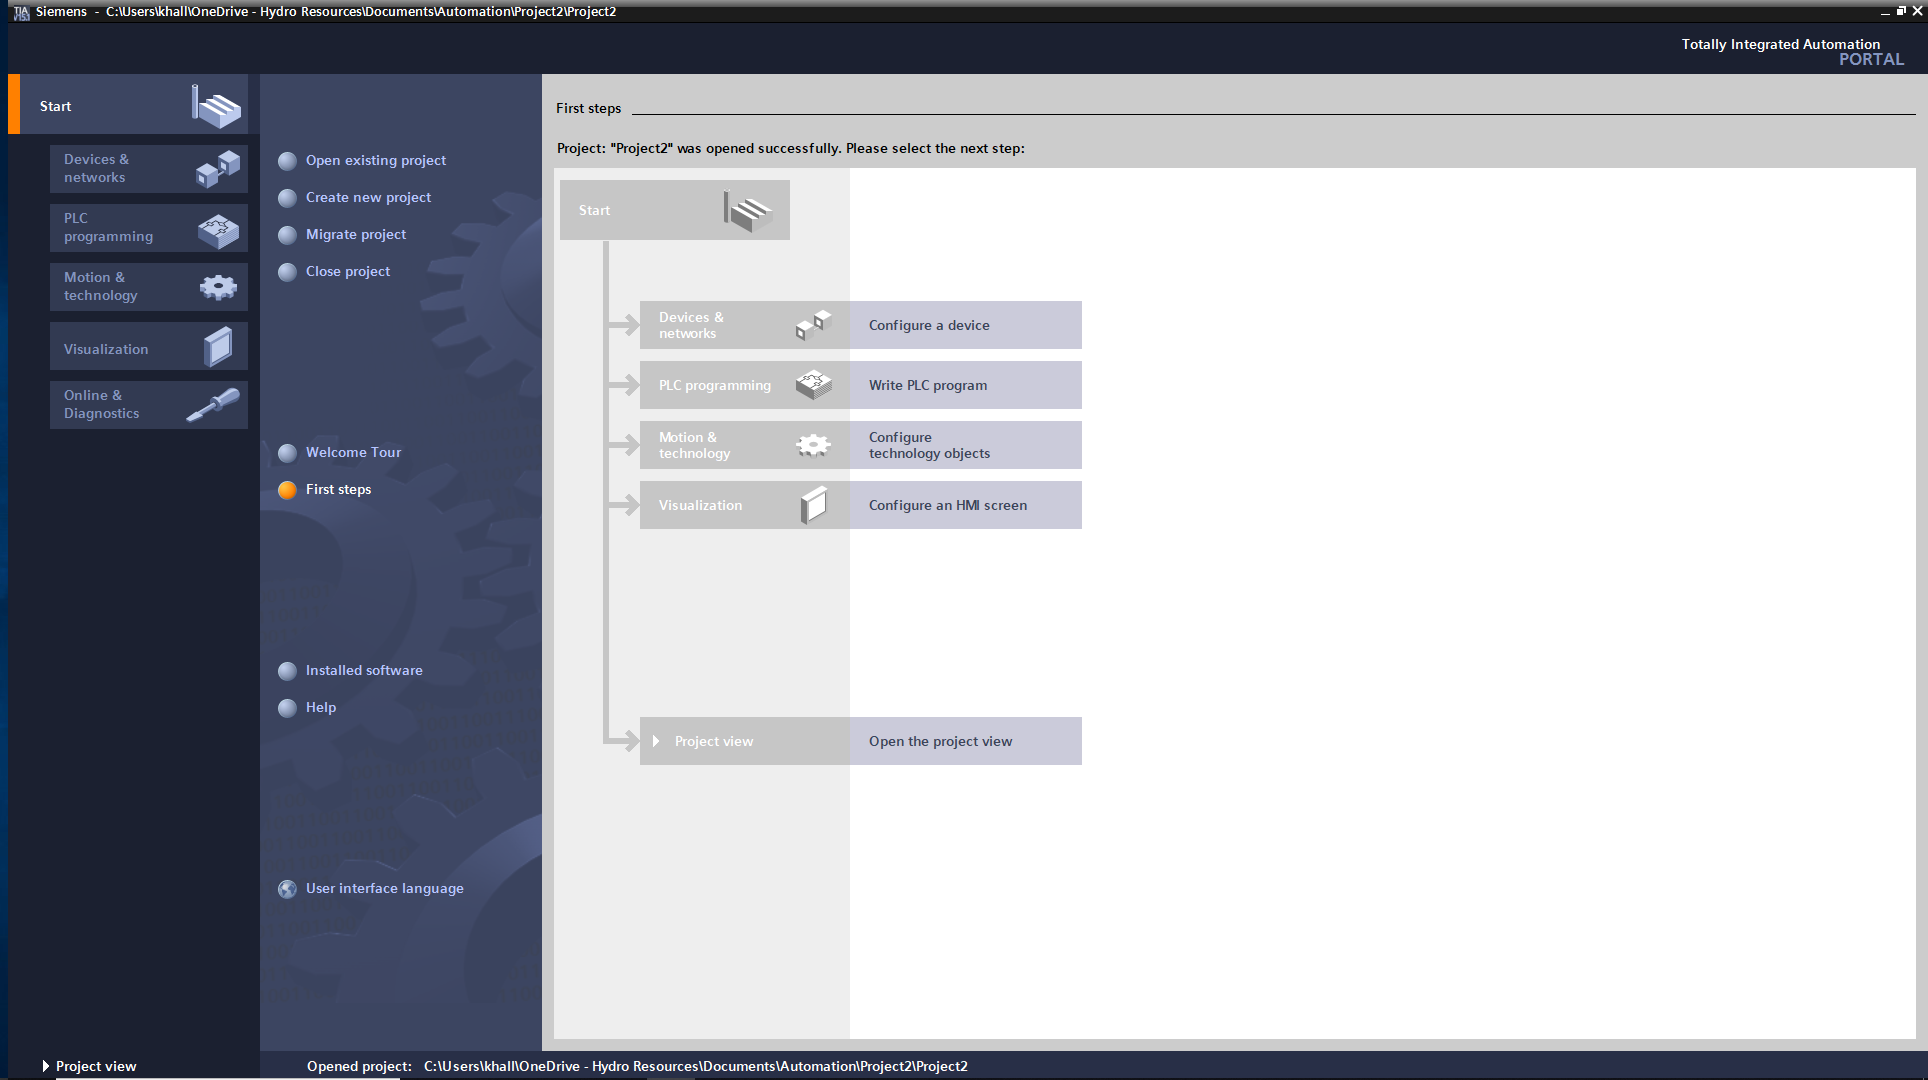 Siemens - C:\Users\khall\OneDrive - Hydro Resources\Documents\Automation\Project2\Project2
Totally Integrated Automation
PORTAL
Start
Devices &
networks
PLC
programming
Motion &
technology
Visualization
Online &
Diagnostics
Open existing project
Create new project
Migrate project
Close project
Welcome Tour
First steps
Installed software
Help
User interface language
First steps
Project: "Project2" was opened successfully. Please select the next step:
Start
Devices &
networks
Configure a device
PLC programming
Write PLC program
Motion &
technology
Configure
technology objects
Visualization
Configure an HMI screen
Project view
Open the project view
Project view
Opened project: C:\Users\khall\OneDrive - Hydro Resources\Documents\Automation\Project2\Project2